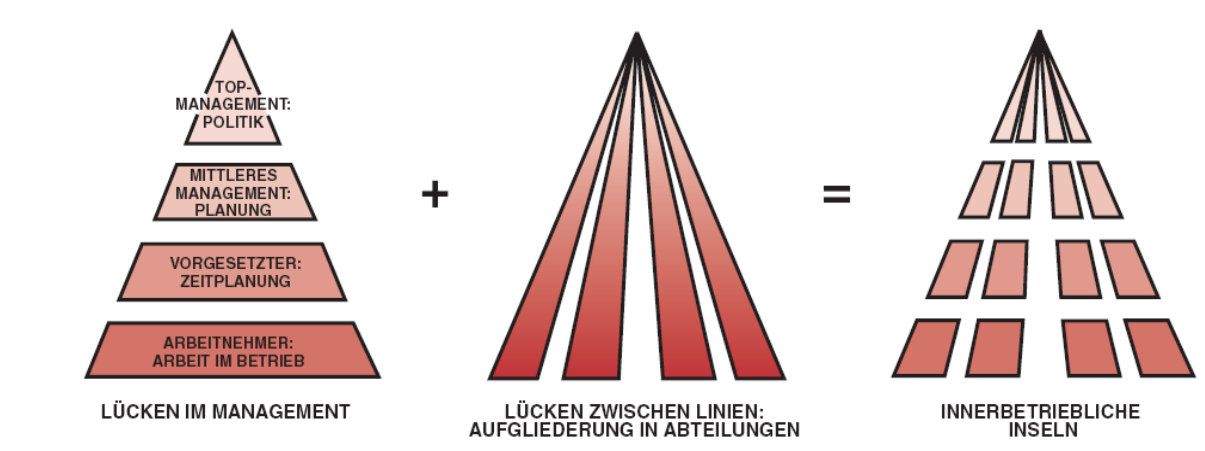 TOP-
MANAGEMENT:
POLITIK
MITTLERES
MANAGEMENT:
PLANUNG
VORGESETZTER:
ZEITPLANUNG
ARBEITNEHMER:
ARBEIT IM BETRIEB
LÜCKEN IM MANAGEMENT
+
LÜCKEN ZWISCHEN LINIEN:
AUFGLIEDERUNG IN ABTEILUNGEN
=
INNERBETRIEBLICHE
INSELN